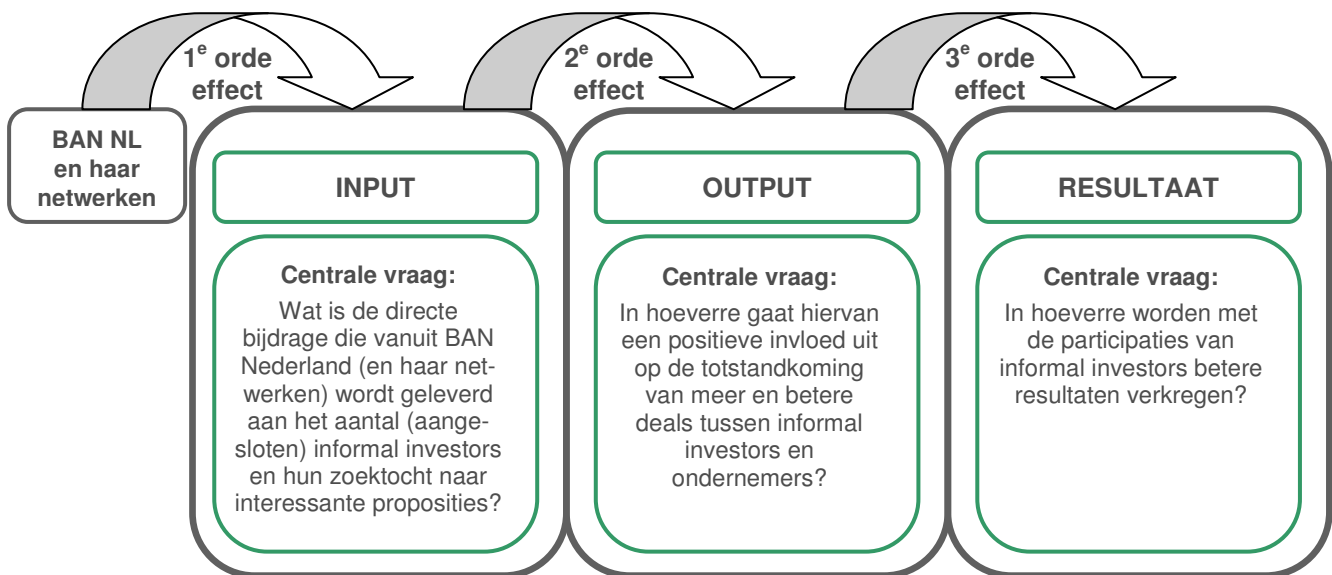 1e orde
effect
2e orde
effect
3e orde
effect
BAN NL
en haar
netwerken
INPUT
Centrale vraag:
Wat is de directe
bijdrage die vanuit BAN
Nederland (en haar net-
werken) wordt geleverd
aan het aantal (aange-
sloten) informal investors
en hun zoektocht naar
interessante proposities?
OUTPUT
Centrale vraag:
In hoeverre gaat hiervan
een positieve invloed uit
op de totstandkoming
van meer en betere
deals tussen informal
investors en
ondernemers?
RESULTAAT
Centrale vraag:
In hoeverre worden met
de participaties van
informal investors betere
resultaten verkregen?